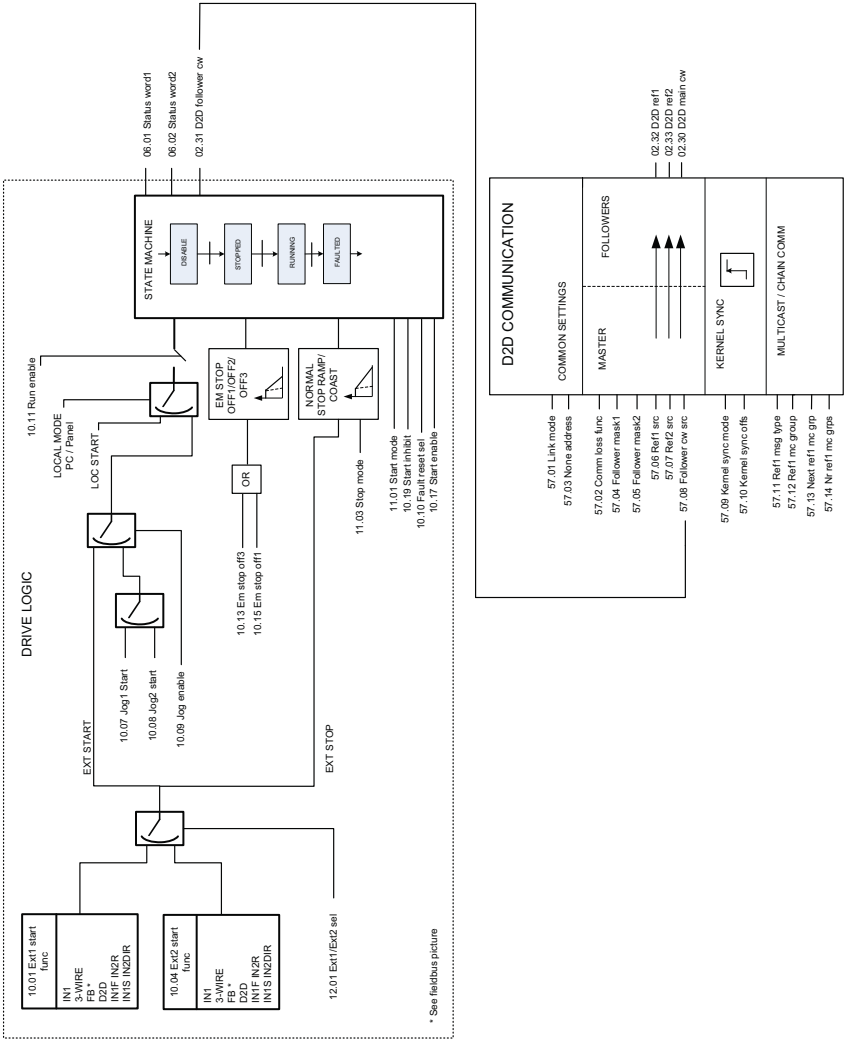 DRIVE LOGIC
10.01 Ext1 start
func
IN1
3-WIRE
FB *
D2D
IN1F IN2R
IN1S IN2DIR
10.04 Ext2 start
func
IN1
3-WIRE
FB *
D2D
IN1F IN2R
IN1S IN2DIR
12.01 Ext1/Ext2 sel
* See fieldbus picture
EXT START
EXT STOP
10.07 Jog1 Start
10.08 Jog2 start
10.09 Jog enable
10.13 Em stop off3
10.15 Em stop off1
OR
10.11 Run enable
LOCAL MODE
PC / Panel
LOC START
EM STOP
OFF1/OFF2/
OFF3
NORMAL
STOP RAMP/
COAST
11.03 Stop mode
11.01 Start mode
10.19 Start inhibit
10.10 Fault reset sel
10.17 Start enable
STATE MACHINE
DISABLE
STOPPED
RUNNING
FAULTED
06.01 Status word1
06.02 Status word2
02.31 D2D follower cw
D2D COMMUNICATION
57.01 Link mode
57.03 None address
COMMON SETTINGS
57.02 Comm loss func
57.04 Follower mask1
57.05 Follower mask2
57.06 Ref1 src
57.07 Ref2 src
57.08 Follower cw src
MASTER
FOLLOWERS
02.32 D2D ref1
02.33 D2D ref2
02.30 D2D main cw
57.09 Kernel sync mode
57.10 Kernel sync offs
KERNEL SYNC
57.11 Ref1 msg type
57.12 Ref1 mc group
57.13 Next ref1 mc grp
57.14 Nr ref1 mc grps
MULTICAST / CHAIN COMM